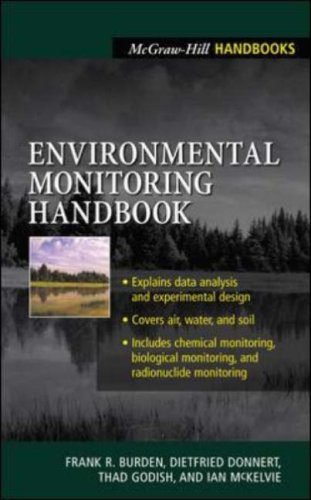 McGraw-Hill HANDBOOKS
ENVIRONMENTAL
MONITORING
HANDBOOK
• Explains data analysis
and experimental design
• Covers air, water, and soil
• Includes chemical monitoring,
biological monitoring, and
radionuclide monitoring
FRANK R. BURDEN, DIETFRIED DONNERT,
THAD GODISH, AND IAN MCKELVIE